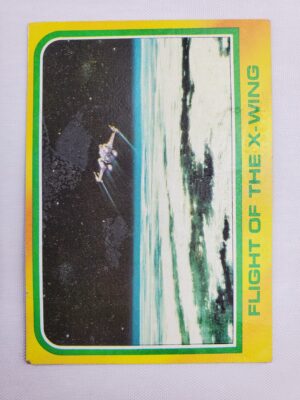 FLIGHT OF THE X-WING